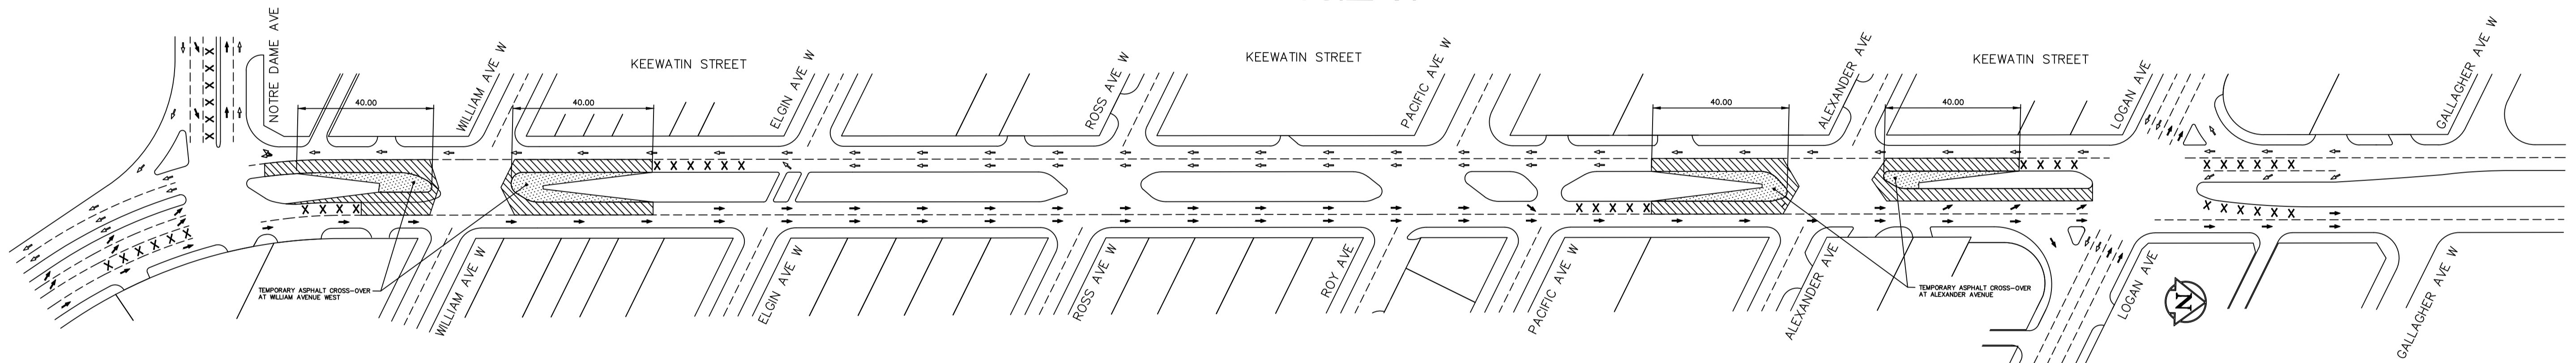 NOTRE DAME AVE
WILLIAM AVE W
KEEWATIN STREET
ELGIN AVE W
ROSS AVE W
KEEWATIN STREET
PACIFIC AVE W
ALEXANDER AVE
KEEWATIN STREET
LOGAN AVE
GALLAGHER AVE W
40.00
40.00
40.00
40.00
X
X
X
X
X
X
X X X X X X
X X X X
X X X X X X
X X X X
X X X X X
X X X X X X
X X X X X X
X X X X X X
TEMPORARY ASPHALT CROSS-OVER
AT WILLIAM AVENUE WEST
WILLIAM AVE W
ELGIN AVE W
ROSS AVE W
ROY AVE
PACIFIC AVE W
ALEXANDER AVE
TEMPORARY ASPHALT CROSS-OVER
AT ALEXANDER AVENUE
LOGAN AVE
N
GALLAGHER AVE W